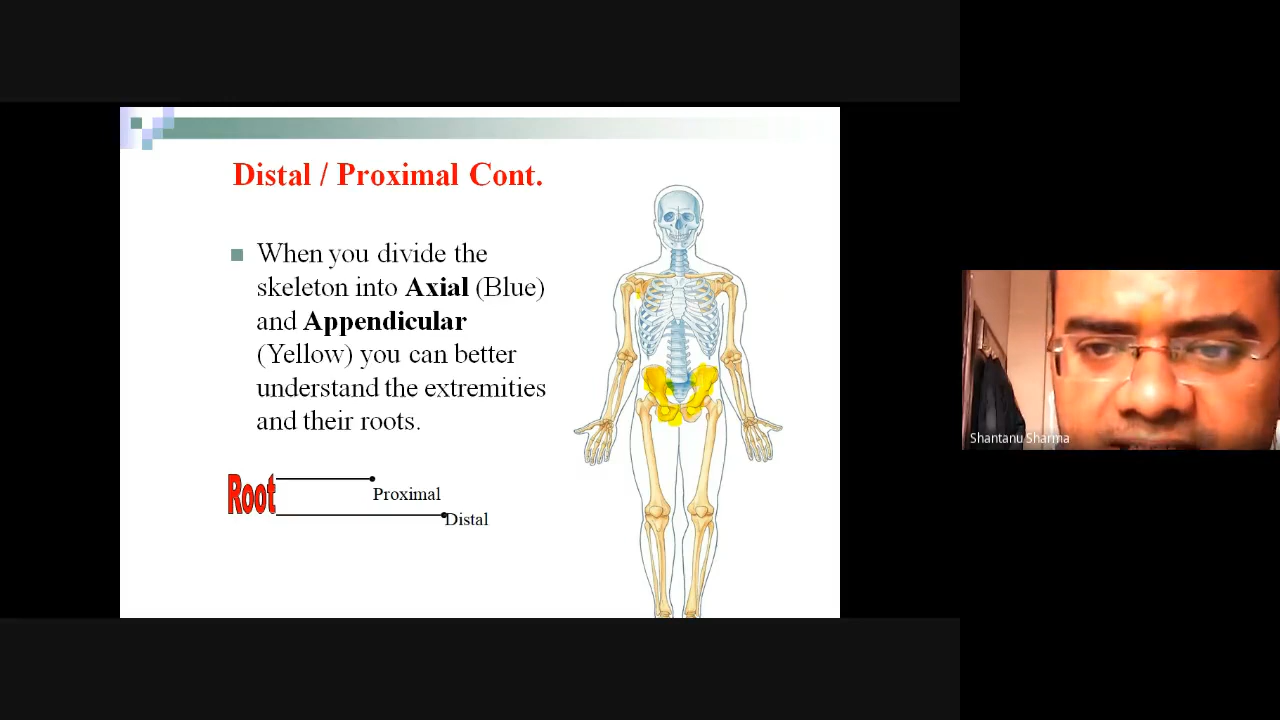 Distal / Proximal Cont.
When you divide the
skeleton into Axial (Blue)
and Appendicular
(Yellow) you can better
understand the extremities
and their roots.
Root
Proximal
Distal
Shantanu Sharma